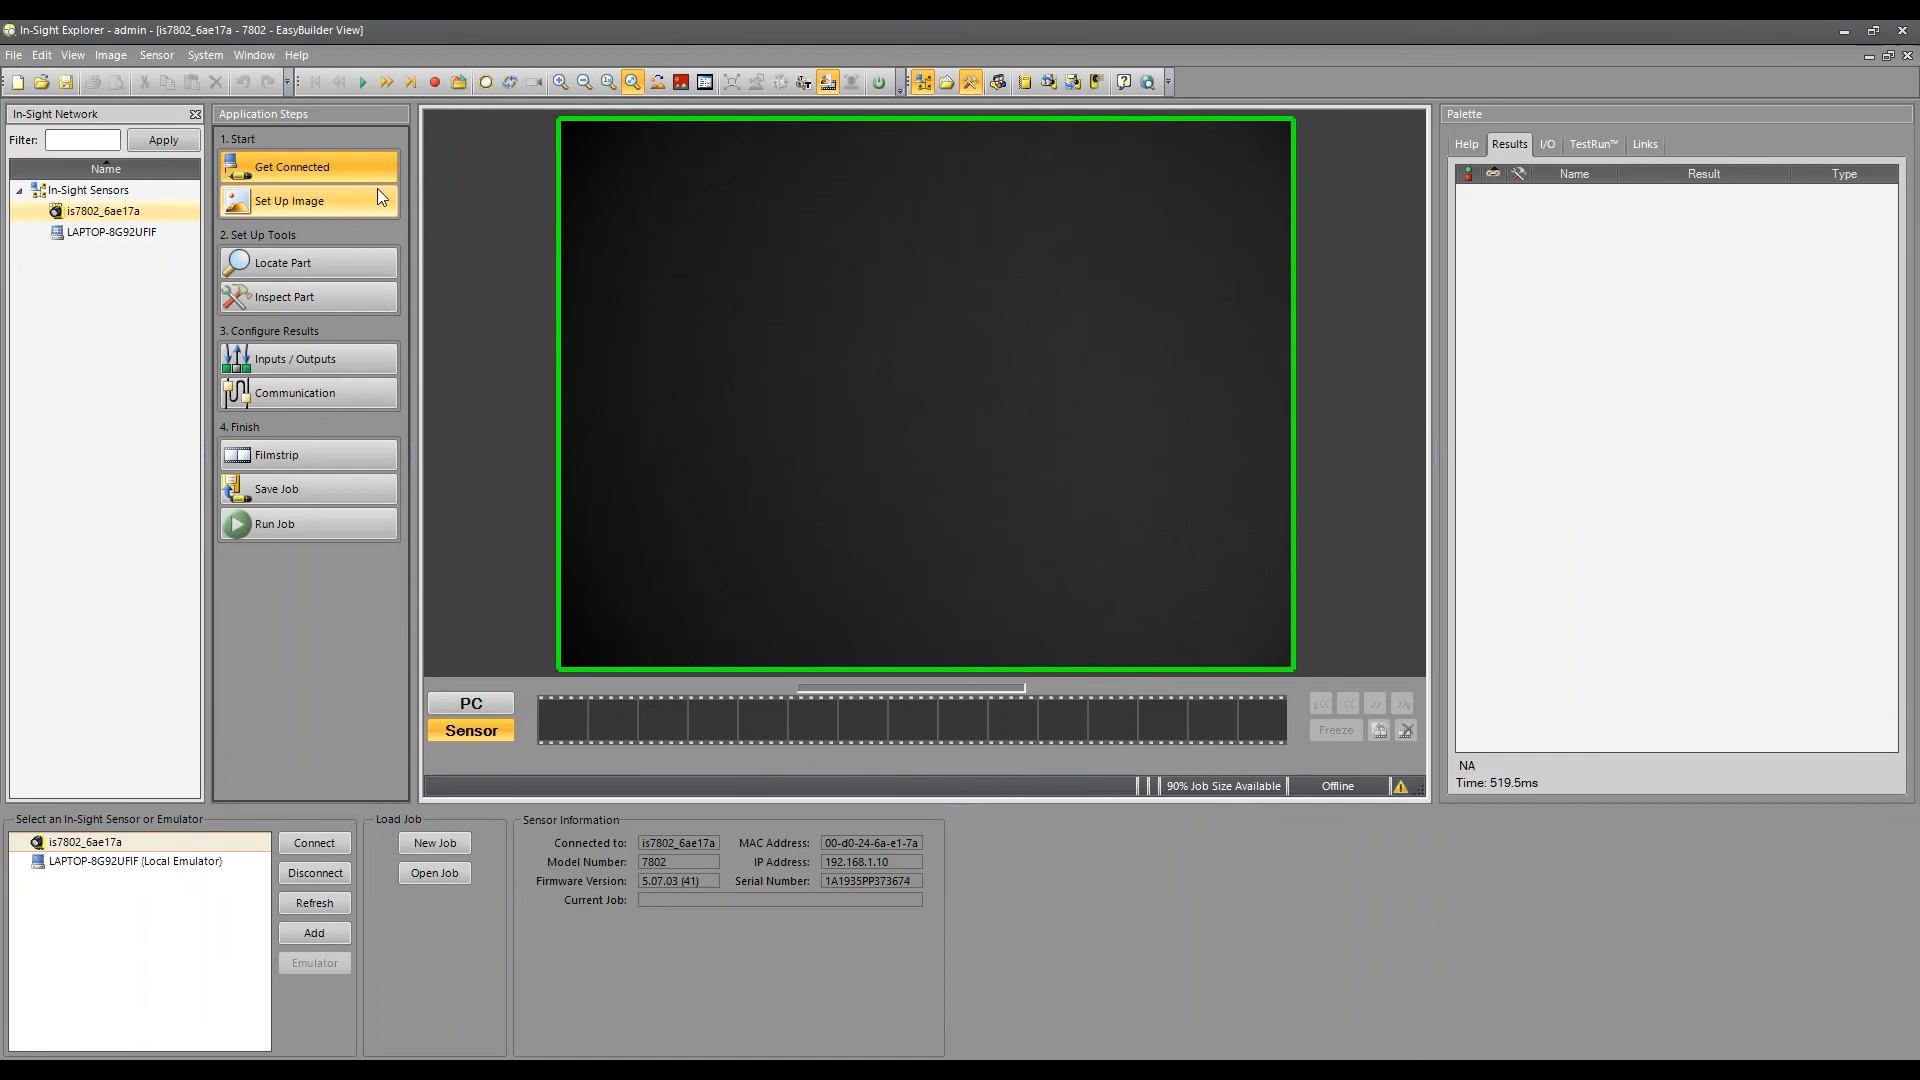 In-Sight Explorer - admin - [is7802_6ae17a - 7802 - EasyBuilder View]
File Edit View Image Sensor System Window Help
In-Sight Network
Filter:
Apply
Name
In-Sight Sensors
is7802_6ae17a
LAPTOP-8G92UFIF
Application Steps
1. Start
Get Connected
Set Up Image
2. Set Up Tools
Locate Part
Inspect Part
3. Configure Results
Inputs / Outputs
Communication
4. Finish
Filmstrip
Save Job
Run Job
PC
Sensor
Freeze
90% Job Size Available
Offline
Palette
Help Results I/O TestRun™ Links
Name Result Type
NA
Time: 519.5ms
Select an In-Sight Sensor or Emulator
is7802_6ae17a
LAPTOP-8G92UFIF (Local Emulator)
Connect
Disconnect
Refresh
Add
Emulator
Load Job
New Job
Open Job
Sensor Information
Connected to: is7802_6ae17a MAC Address: 00-d0-24-6a-e1-7a
Model Number: 7802 IP Address: 192.168.1.10
Firmware Version: 5.07.03 (41) Serial Number: 1A1935PP373674
Current Job: